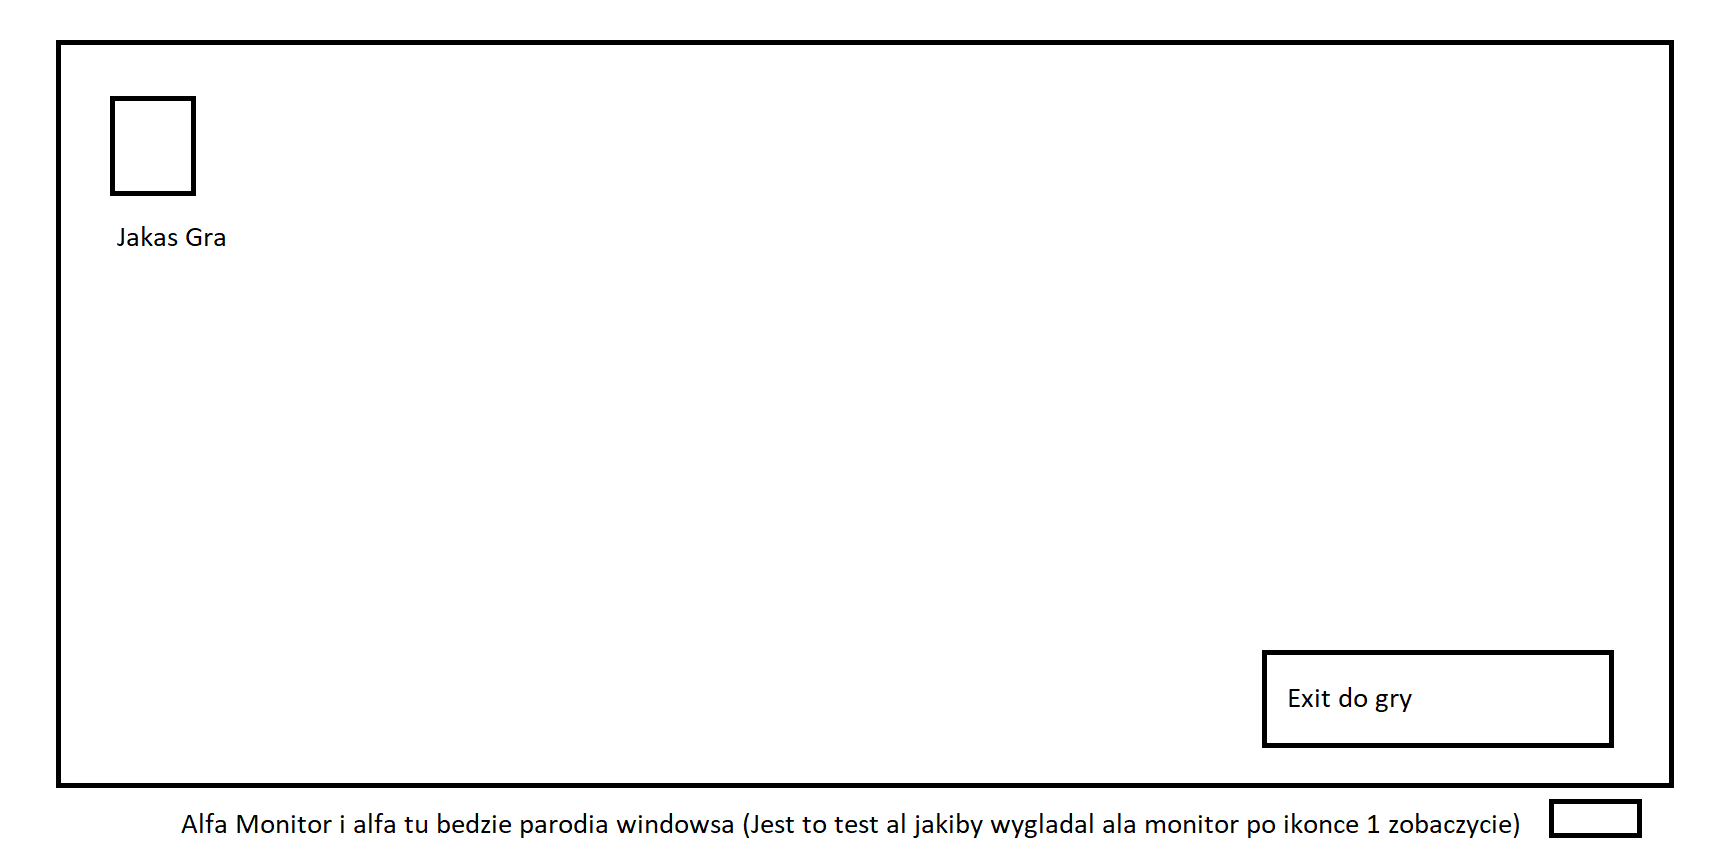 Jakas Gra
Exit do gry
Alfa Monitor i alfa tu bedzie parodia windowsa (Jest to test al jakiby wygladal ala monitor po ikonce 1 zobaczycie)